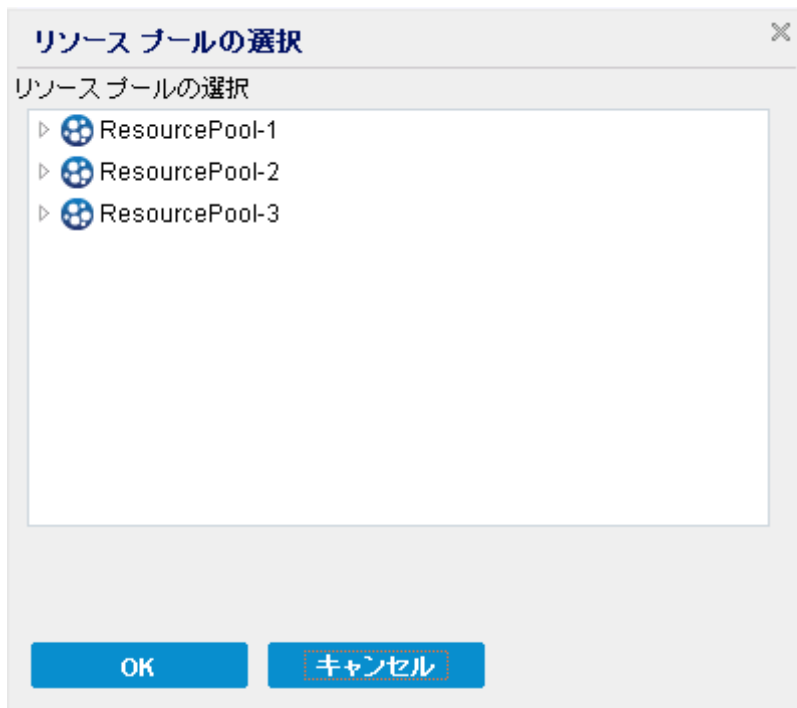 リソース プールの選択
リソース プールの選択
ResourcePool-1
ResourcePool-2
ResourcePool-3
OK
キャンセル